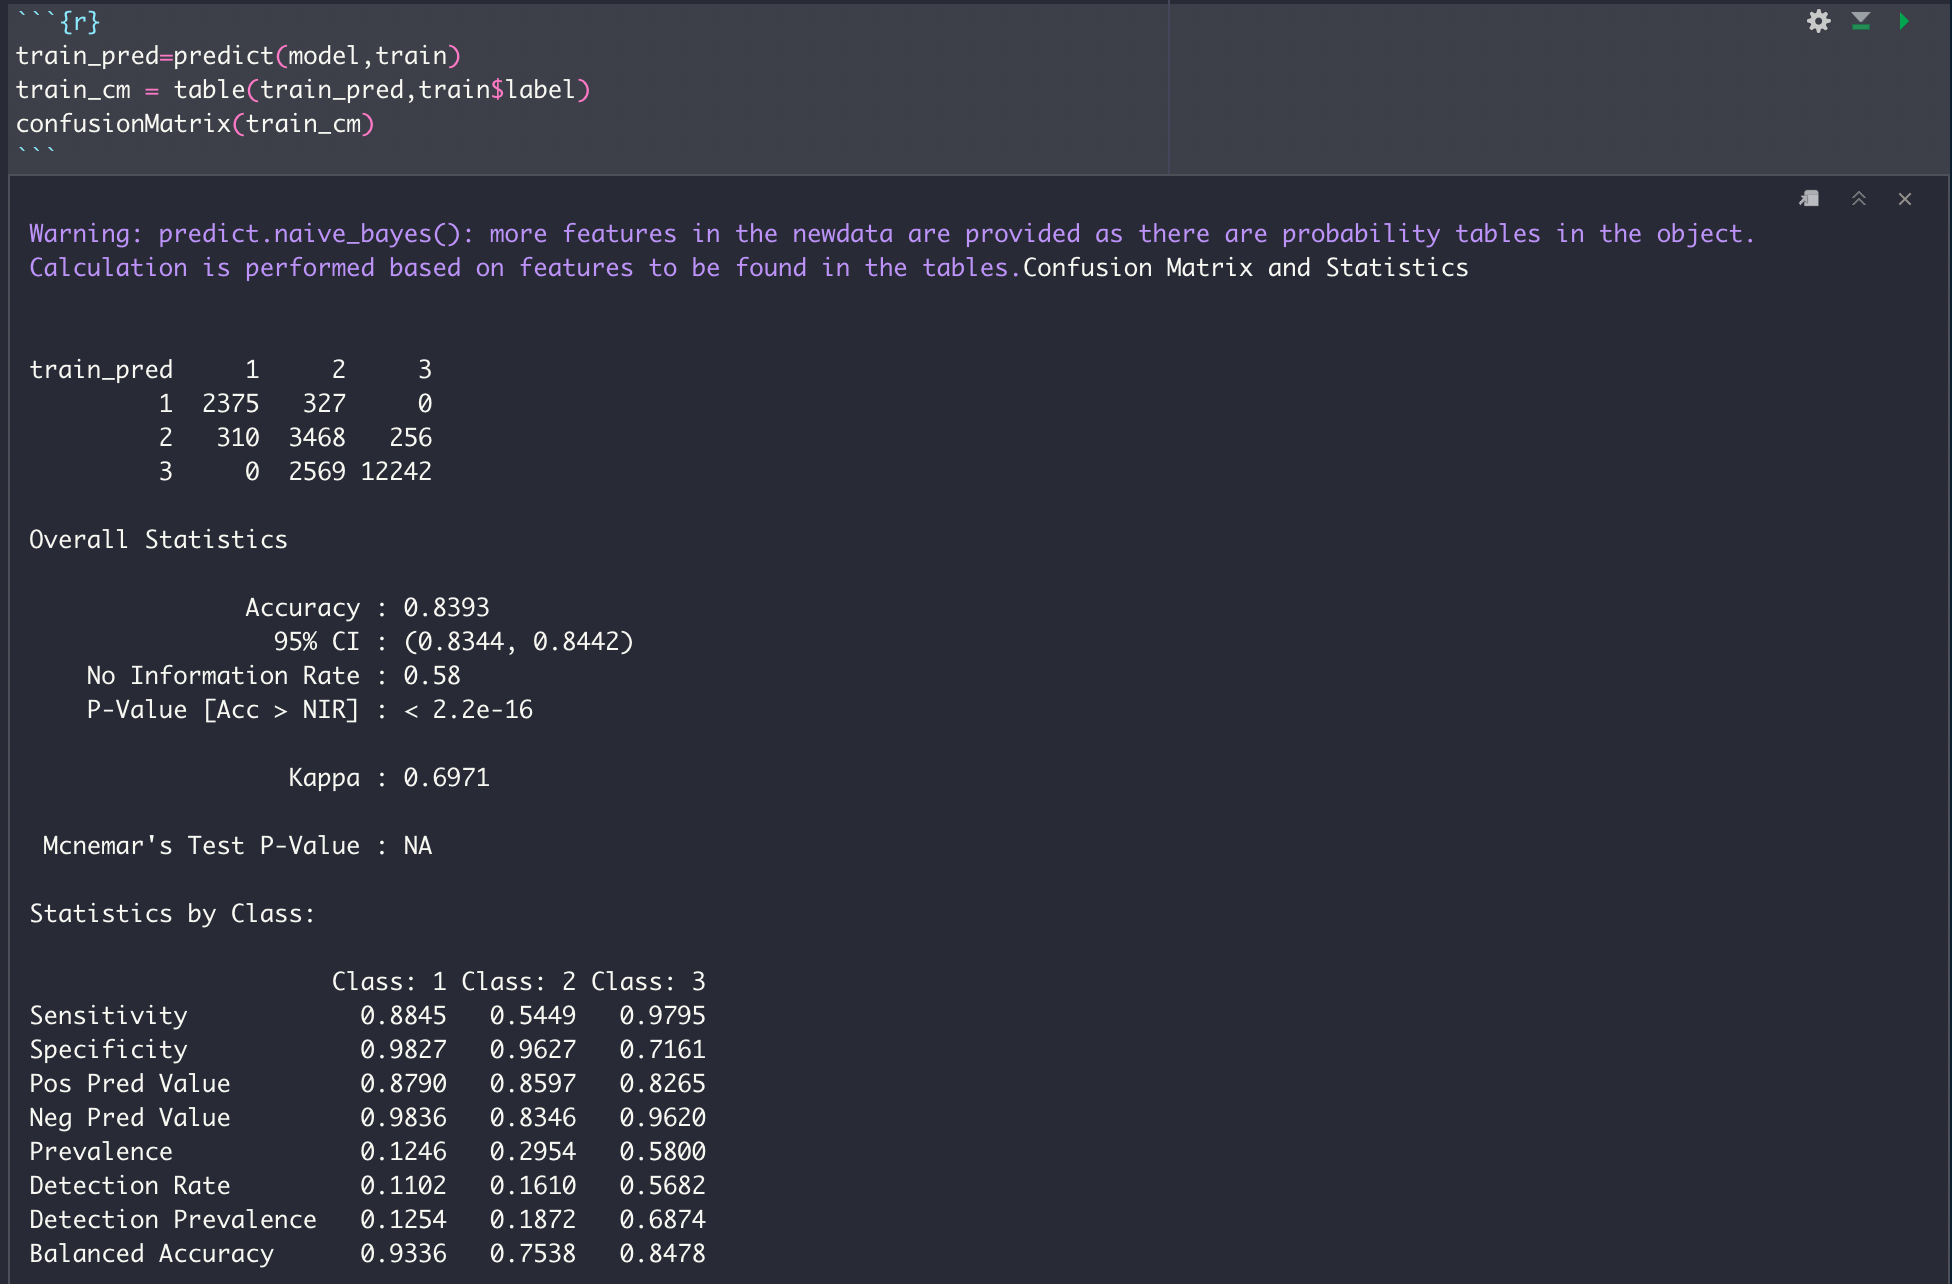 ```{r}
train_pred=predict(model,train)
train_cm = table(train_pred,train$label)
confusionMatrix(train_cm)
```
Warning: predict.naive_bayes(): more features in the newdata are provided as there are probability tables in the object.
Calculation is performed based on features to be found in the tables.Confusion Matrix and Statistics
train_pred     1     2     3
         1  2375   327     0
         2   310  3468   256
         3     0  2569 12242
Overall Statistics
Accuracy : 0.8393
95% CI : (0.8344, 0.8442)
No Information Rate : 0.58
P-Value [Acc > NIR] : < 2.2e-16
Kappa : 0.6971
Mcnemar's Test P-Value : NA
Statistics by Class:
                     Class: 1 Class: 2 Class: 3
Sensitivity            0.8845   0.5449   0.9795
Specificity            0.9827   0.9627   0.7161
Pos Pred Value         0.8790   0.8597   0.8265
Neg Pred Value         0.9836   0.8346   0.9620
Prevalence             0.1246   0.2954   0.5800
Detection Rate         0.1102   0.1610   0.5682
Detection Prevalence   0.1254   0.1872   0.6874
Balanced Accuracy      0.9336   0.7538   0.8478